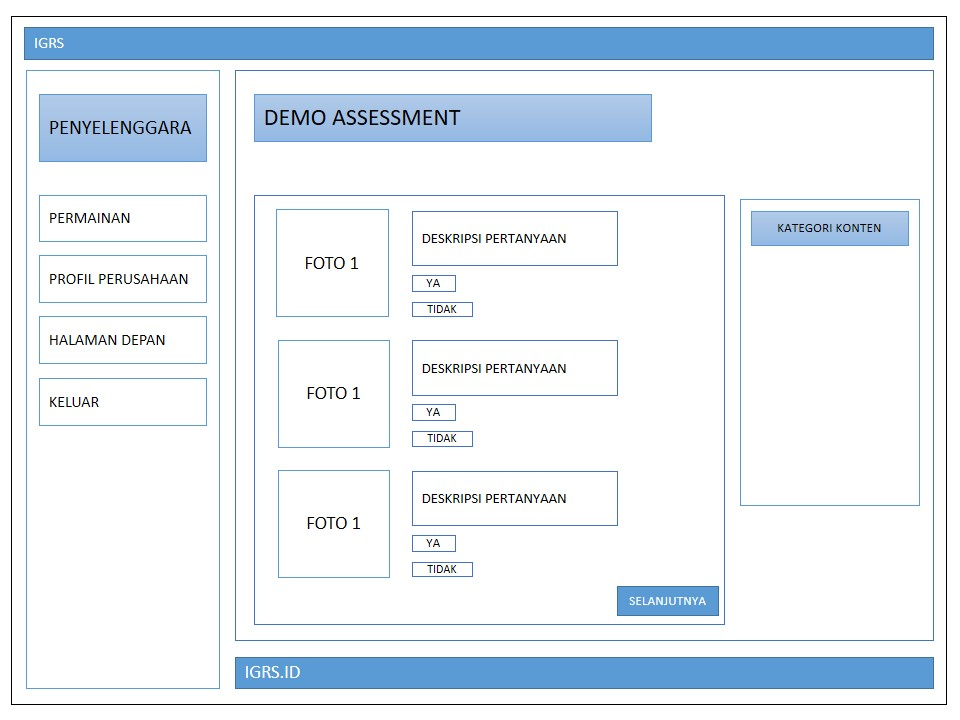 IGRS
PENYELENGGARA
PERMAINAN
PROFIL PERUSAHAAN
HALAMAN DEPAN
KELUAR
DEMO ASSESSMENT
FOTO 1
DESKRIPSI PERTANYAAN
YA
TIDAK
FOTO 1
DESKRIPSI PERTANYAAN
YA
TIDAK
FOTO 1
DESKRIPSI PERTANYAAN
YA
TIDAK
SELANJUTNYA
KATEGORI KONTEN
IGRS.ID